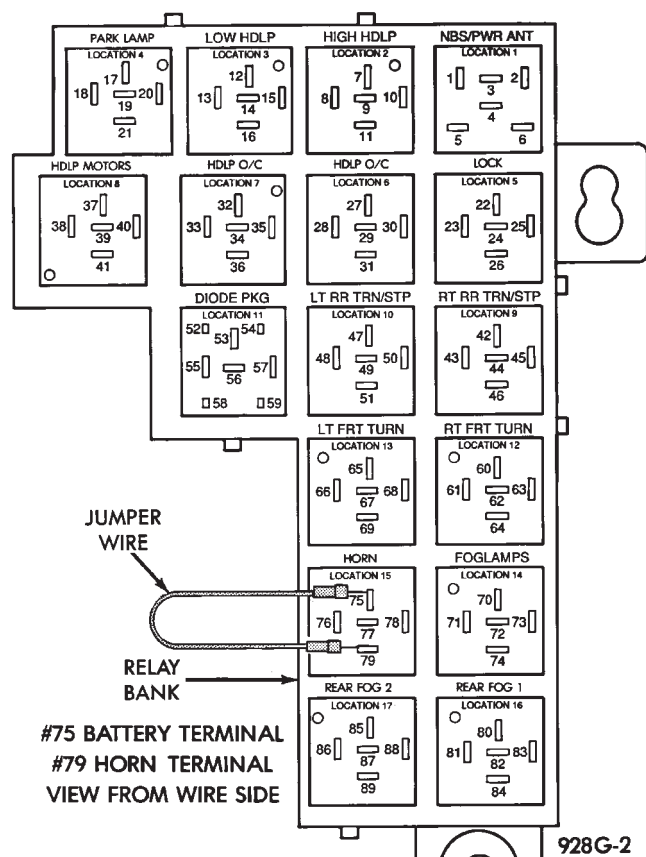 PARK LAMP LOW HDLP HIGH HDLP NBS/PWR ANT
LOCATION 4 LOCATION 3 LOCATION 2 LOCATION 1
17 12 7 1 3 2
18 19 20 13 14 15 8 9 10 4
21 16 11 5 6
HDLP MOTORS HDLP O/C HDLP O/C LOCK
LOCATION 8 LOCATION 7 LOCATION 6 LOCATION 5
37 32 27 22
38 39 40 33 34 35 28 29 30 23 24 25
41 36 31 26
DIODE PKG LT RR TRN/STP RT RR TRN/STP
LOCATION 11 LOCATION 10 LOCATION 9
52 53 54 47 42
55 56 57 48 49 50 43 44 45
58 59 51 46
LT FRT TURN RT FRT TURN
LOCATION 13 LOCATION 12
65 60
66 67 68 61 62 63
69 64
JUMPER
WIRE
HORN FOGLAMPS
LOCATION 15 LOCATION 14
75 70
76 77 78 71 72 73
79 74
RELAY
BANK
REAR FOG 2 REAR FOG 1
LOCATION 17 LOCATION 16
85 80
86 87 88 81 82 83
89 84
#75 BATTERY TERMINAL
#79 HORN TERMINAL
VIEW FROM WIRE SIDE
928G-2